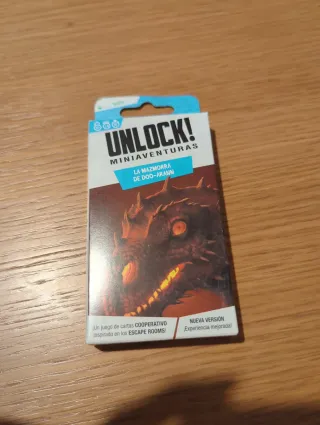 UNLOCK!
MINIAVENTURAS
LA MAZMORRA
DE DOO-ARANN
Un juego de cartas COOPERATIVO
inspirado en los ESCAPE ROOMS!
NUEVA VERSIÓN
¡Experiencia mejorada!